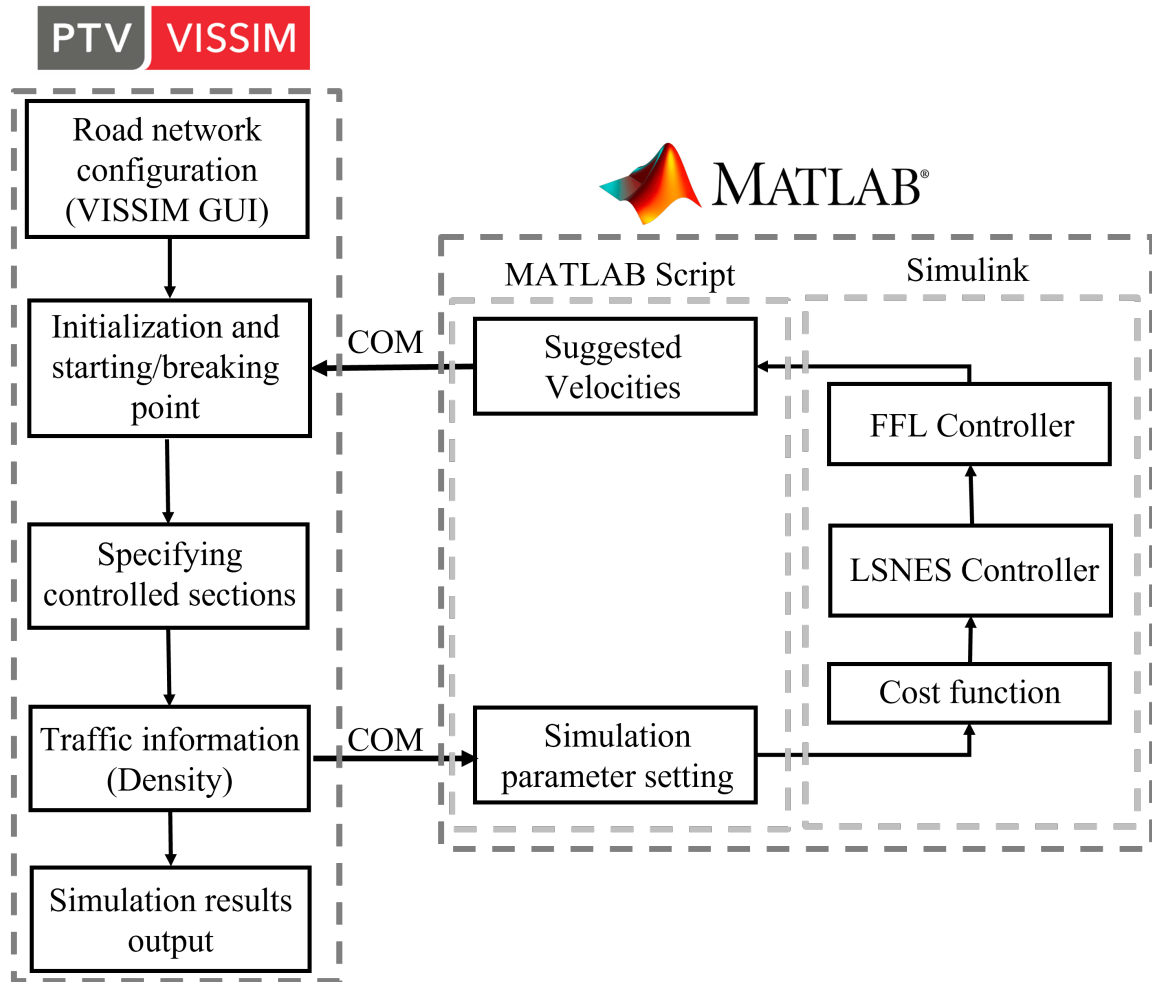 PTV VISSIM
Road network
configuration
(VISSIM GUI)
Initialization and
starting/breaking
point
Specifying
controlled sections
Traffic information
(Density)
Simulation results
output
COM
COM
MATLAB®
MATLAB Script
Suggested
Velocities
Simulation
parameter setting
Simulink
FFL Controller
LSNES Controller
Cost function